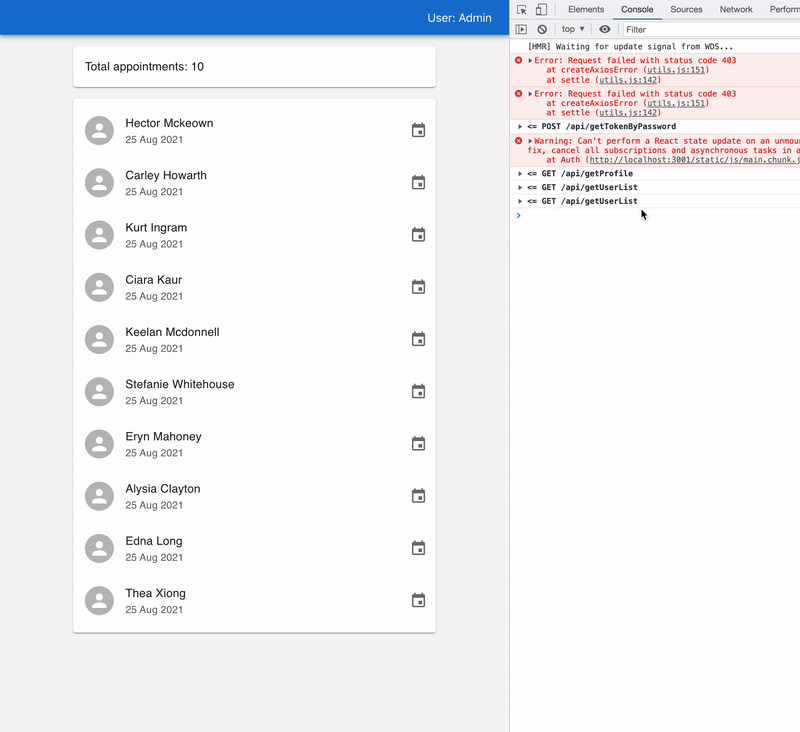 User: Admin
Total appointments: 10
Hector Mckeown
25 Aug 2021
Carley Howarth
25 Aug 2021
Kurt Ingram
25 Aug 2021
Ciara Kaur
25 Aug 2021
Keelan Mcdonnell
25 Aug 2021
Stefanie Whitehouse
25 Aug 2021
Eryn Mahoney
25 Aug 2021
Alysia Clayton
25 Aug 2021
Edna Long
25 Aug 2021
Thea Xiong
25 Aug 2021
Elements Console Sources Network Perform
top ▾ Filter
[HMR] Waiting for update signal from WDS...
▸Error: Request failed with status code 403
at createAxiosError (utils.js:151)
at settle (utils.js:142)
▸Error: Request failed with status code 403
at createAxiosError (utils.js:151)
at settle (utils.js:142)
▸ <= POST /api/getTokenByPassword
▸Warning: Can't perform a React state update on an unmou
fix, cancel all subscriptions and asynchronous tasks in a
at Auth (http://localhost:3001/static/js/main.chunk.j
▸ <= GET /api/getProfile
▸ <= GET /api/getUserList
▸ <= GET /api/getUserList